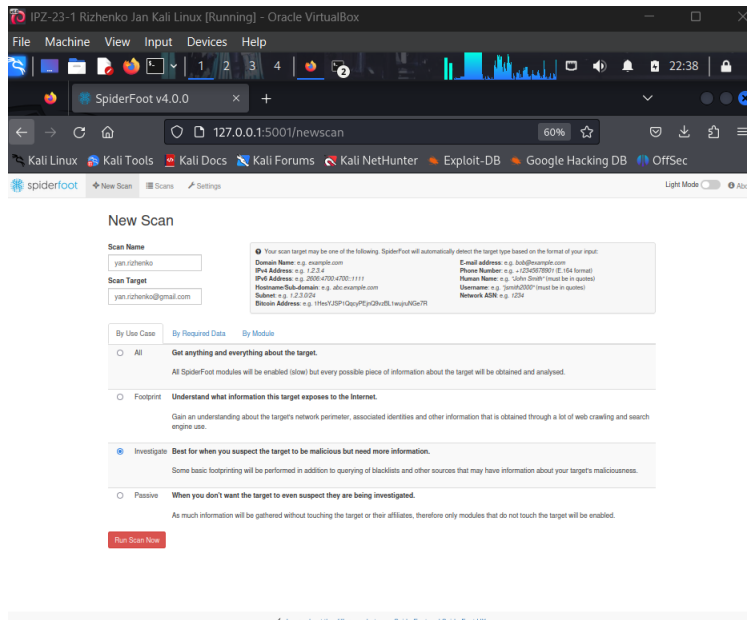 IPZ-23-1 Rizhenko Jan Kali Linux [Running] - Oracle VirtualBox
File Machine View Input Devices Help
1 2 3 4 2 22:38
SpiderFoot v4.0.0
127.0.0.1:5001/newscan 60%
Kali Linux Kali Tools Kali Docs Kali Forums Kali NetHunter Exploit-DB Google Hacking DB OffSec
spiderfoot New Scan Scans Settings Light Mode
New Scan
Scan Name
yan.rizhenko
Scan Target
yan.rizhenko@gmail.com
Your scan target may be one of the following. SpiderFoot will automatically detect the target type based on the format of your input:
Domain Name: e.g. example.com
IPv4 Address: e.g. 1.2.3.4
IPv6 Address: e.g. 2606:4700:4700::1111
Hostname/Sub-domain: e.g. abc.example.com
Subnet: e.g. 1.2.3.0/24
Bitcoin Address: e.g.
E-mail address: e.g. bob@example.com
Phone Number: e.g. +12345678901 (E.164 format)
Human Name: e.g. "John Smith" (must be in quotes)
Username: e.g. "jsmith2000" (must be in quotes)
Network ASN: e.g. 1234
By Use Case By Required Data By Module
All Get anything and everything about the target.
All SpiderFoot modules will be enabled (slow) but every possible piece of information about the target will be obtained and analysed.
Footprint Understand what information this target exposes to the Internet.
Gain an understanding about the target's network perimeter, associated identities and other information that is obtained through a lot of web crawling and search
engine use.
Investigate Best for when you suspect the target to be malicious but need more information.
Some basic footprinting will be performed in addition to querying of blacklists and other sources that may have information about your target's maliciousness.
Passive When you don't want the target to even suspect they are being investigated.
As much information will be gathered without touching the target or their affiliates, therefore only modules that do not touch the target will be enabled.
Run Scan Now